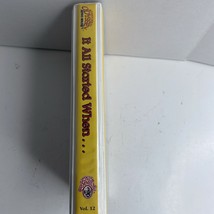 It All Started When...
Vol. 12